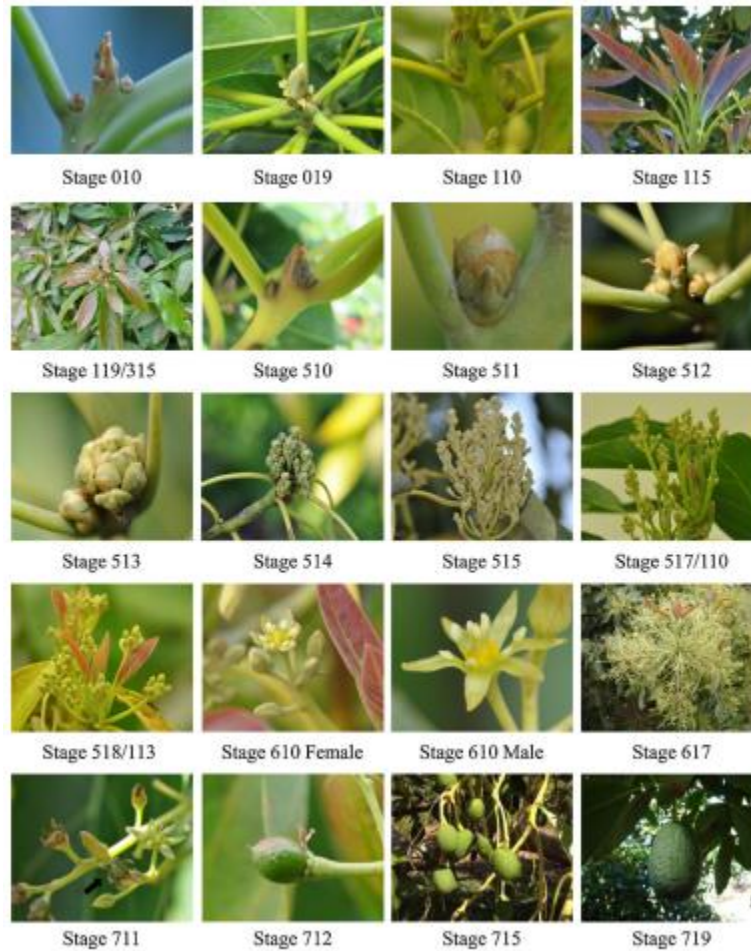 Stage 010 Stage 019 Stage 110 Stage 115
Stage 119/315 Stage 510 Stage 511 Stage 512
Stage 513 Stage 514 Stage 515 Stage 517/110
Stage 518/113 Stage 610 Female Stage 610 Male Stage 617
Stage 711 Stage 712 Stage 715 Stage 719